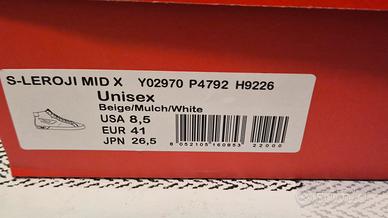 S-LEROJI MID X Y02970 P4792 H9226
Unisex
Beige/Mulch/White
USA 8,5
EUR 41
JPN 26,5
8 052105 160853 22000